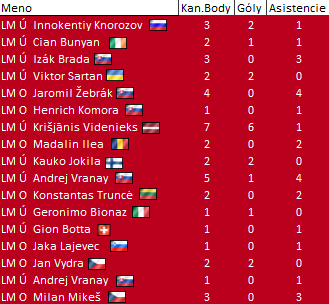 Meno Kan.Body Góly Asistencie
LM Ú Innokentiy Knorozov 3 2 1
LM Ú Cian Bunyan 2 1 1
LM Ú Izák Brada 3 0 3
LM Ú Viktor Sartan 2 2 0
LM O Jaromil Žebrák 4 0 4
LM O Henrich Komora 1 0 1
LM Ú Krišjānis Videnieks 7 6 1
LM O Madalin Ilea 2 0 2
LM O Kauko Jokila 2 2 0
LM Ú Andrej Vranay 5 1 4
LM O Konstantas Truncė 2 0 2
LM Ú Geronimo Bionaz 1 1 0
LM O Gion Botta 1 0 1
LM O Jaka Lajevec 1 0 1
LM O Jan Vydra 2 2 0
LM Ú Andrej Vranay 1 0 1
LM O Milan Mikeš 3 0 3